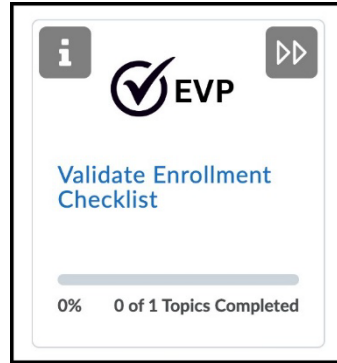 i
EVP
Validate Enrollment
Checklist
0% 0 of 1 Topics Completed